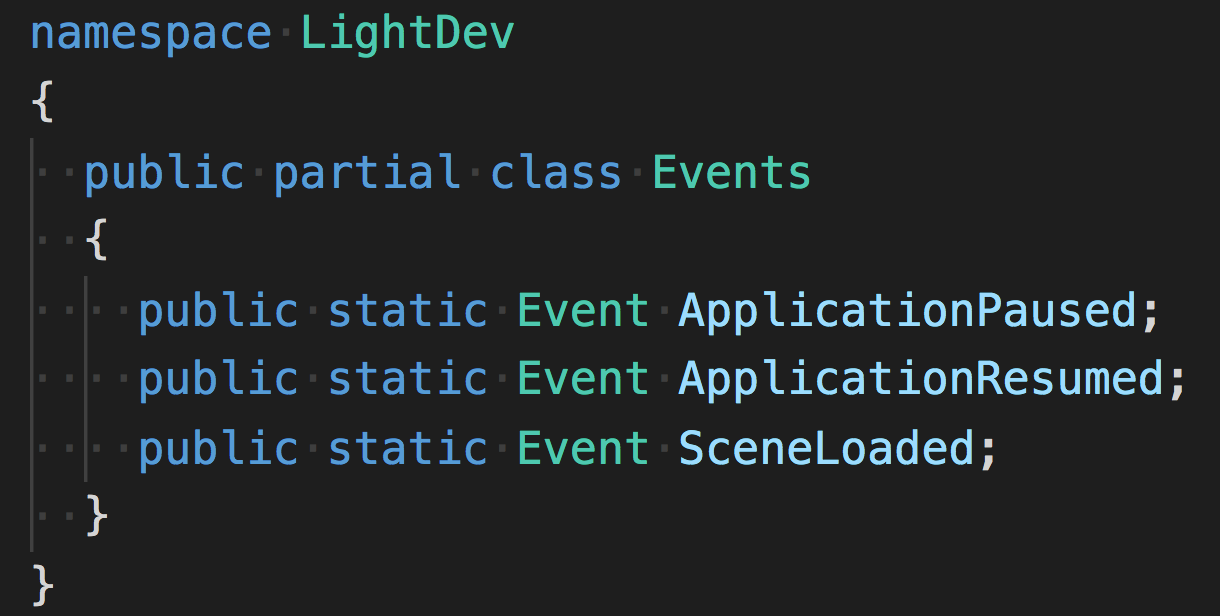 namespace LightDev
{
  public partial class Events
  {
    public static Event ApplicationPaused;
    public static Event ApplicationResumed;
    public static Event SceneLoaded;
  }
}